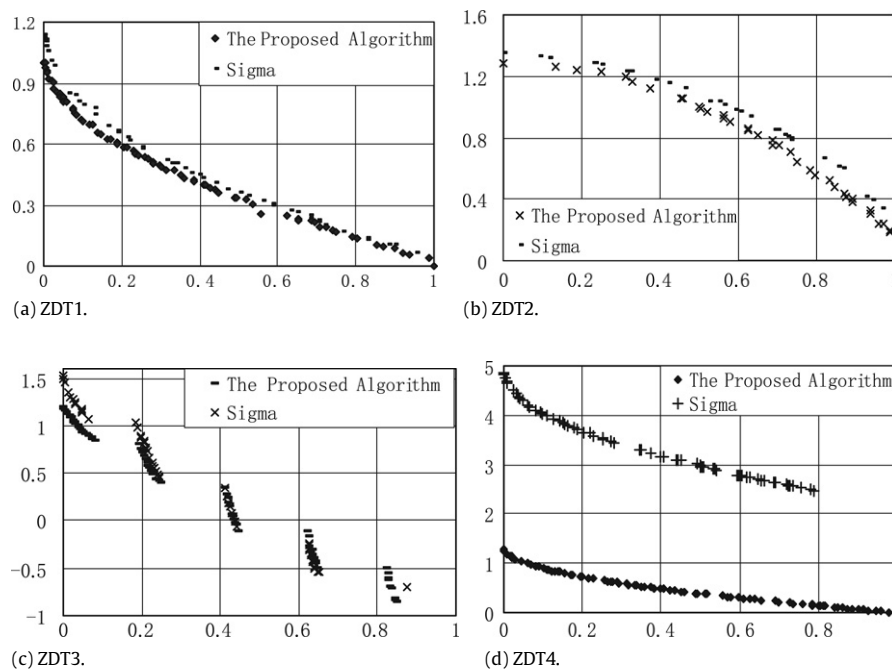 1.2
0.9
0.6
0.3
0
0 0.2 0.4 0.6 0.8 1
The Proposed Algorithm
Sigma
(a) ZDT1.
1.6
1.2
0.8
0.4
0
0 0.2 0.4 0.6 0.8
The Proposed Algorithm
Sigma
(b) ZDT2.
1.5
1
0.5
0
-0.5
-1
0 0.2 0.4 0.6 0.8 1
The Proposed Algorithm
Sigma
(c) ZDT3.
5
4
3
2
1
0
0 0.2 0.4 0.6 0.8
The Proposed Algorithm
Sigma
(d) ZDT4.